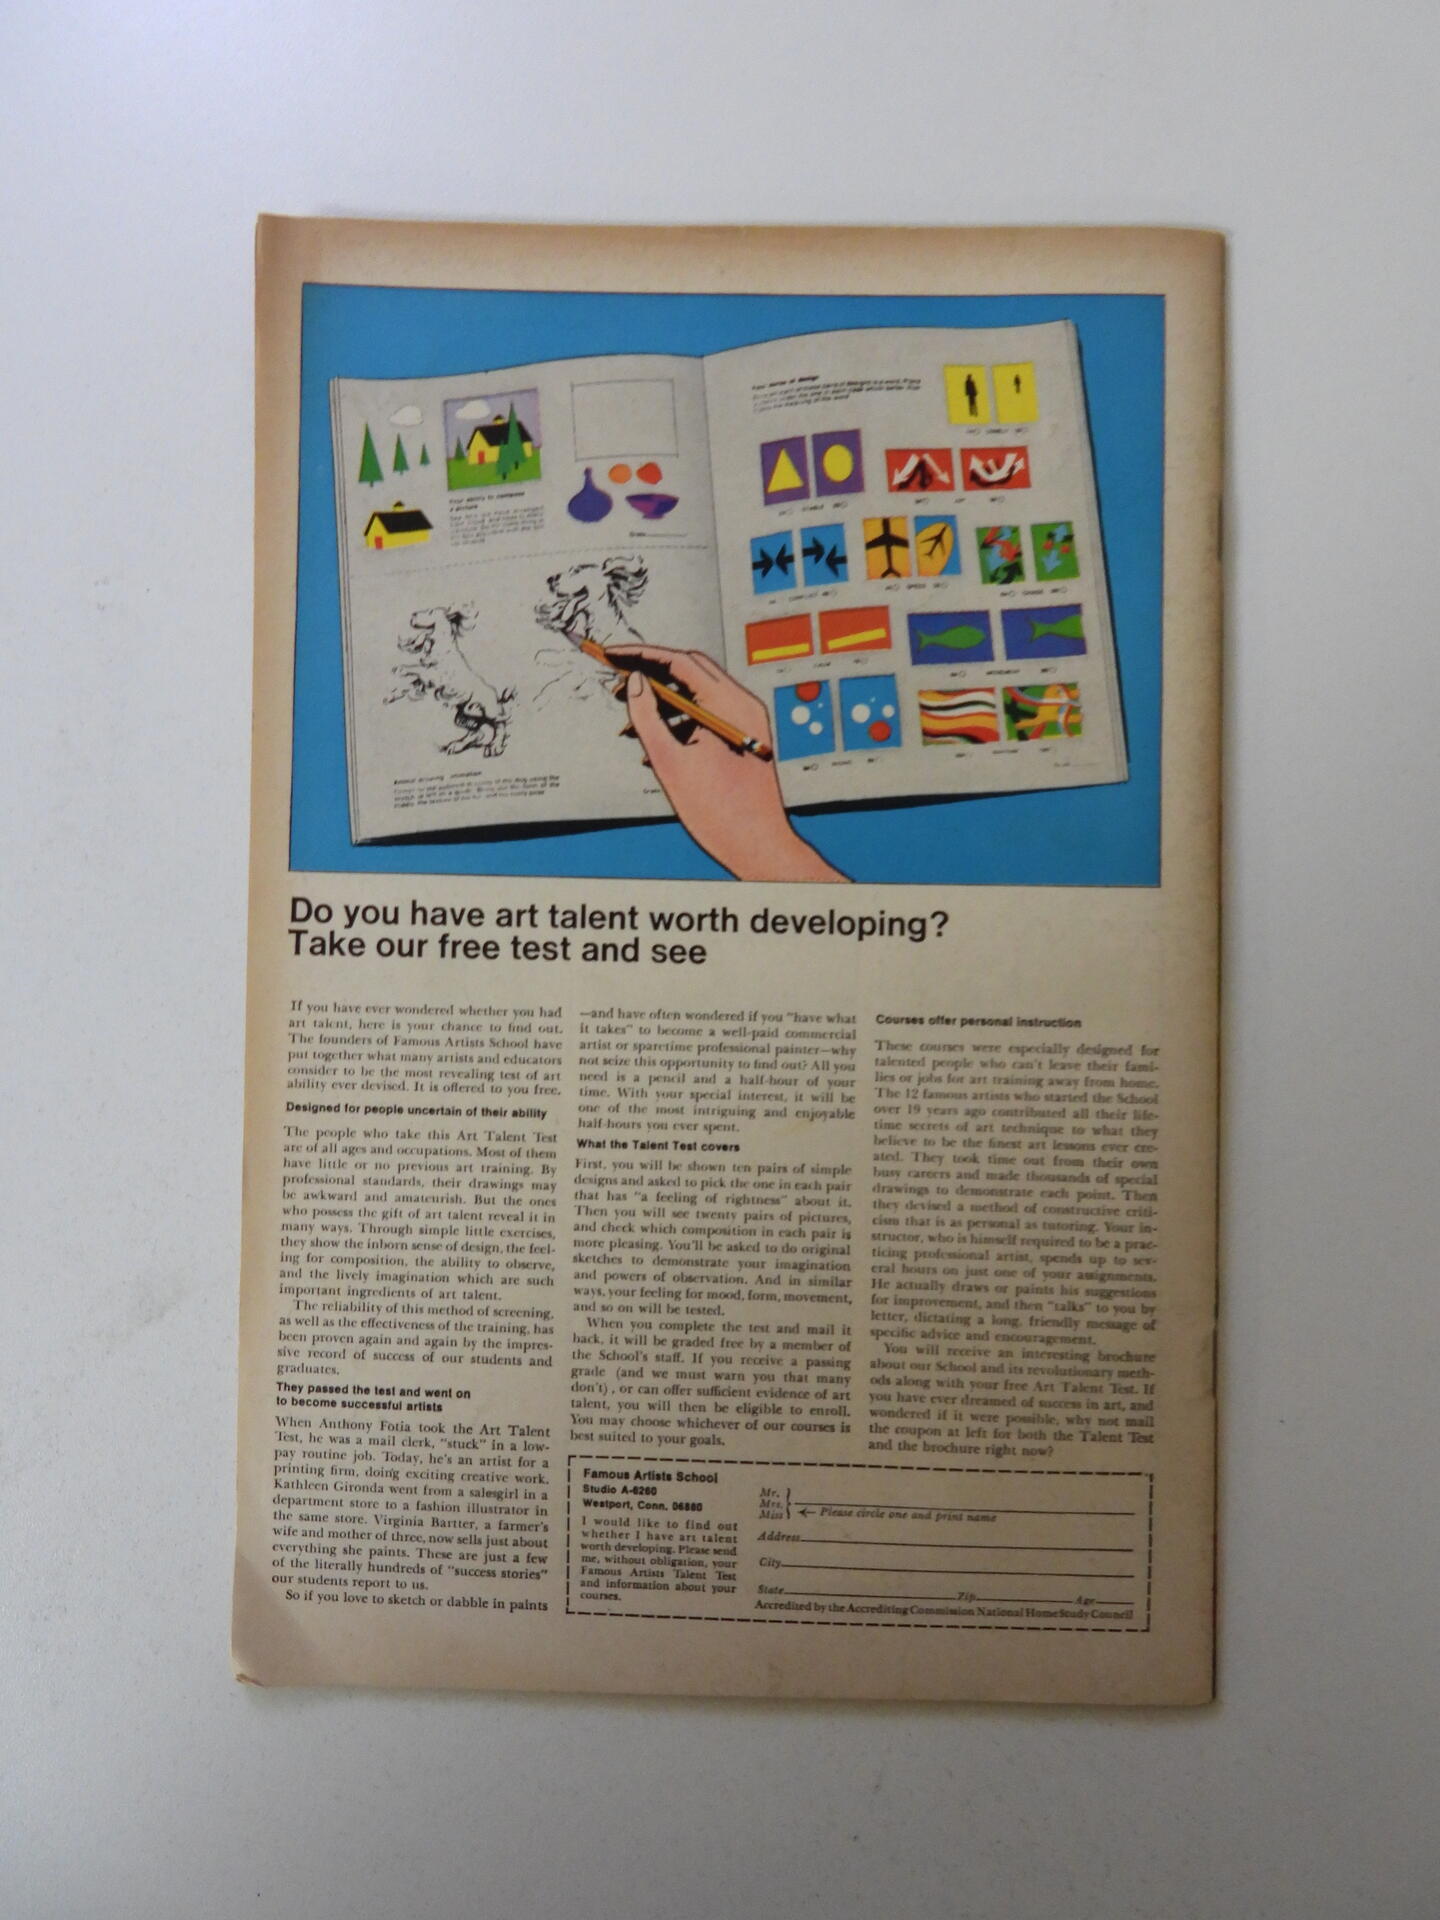 Your ability to compose
a picture
Do you have art talent worth developing?
Take our free test and see
If you have ever wondered whether you had
art talent, here is your chance to find out.
The founders of Famous Artists School have
put together what many artists and educators
consider to be the most revealing test of art
ability ever devised. It is offered to you free.
Designed for people uncertain of their ability
The people who take this Art Talent Test
are of all ages and occupations. Most of them
have little or no previous art training. By
professional standards, their drawings may
be awkward and amateurish. But the ones
who possess the gift of art talent reveal it in
many ways. Through simple little exercises,
they show the inborn sense of design, the feel-
ing for composition, the ability to observe,
and the lively imagination which are such
important ingredients of art talent.
The reliability of this method of screening,
as well as the effectiveness of the training, has
been proven again and again by the impres-
sive record of success of our students and
graduates.
They passed the test and went on
to become successful artists
When Anthony Fotia took the Art Talent
Test, he was a mail clerk, "stuck" in a low-
pay routine job. Today, he's an artist for a
printing firm, doing exciting creative work.
Kathleen Gironda went from a salesgirl in a
department store to a fashion illustrator in
the same store. Virginia Bartter, a farmer's
wife and mother of three, now sells just about
everything she paints. These are just a few
of the literally hundreds of "success stories"
our students report to us.
So if you love to sketch or dabble in paints
—and have often wondered if you "have what
it takes" to become a well-paid commercial
artist or sparetime professional painter—why
not seize this opportunity to find out? All you
need is a pencil and a half-hour of your
time. With your special interest, it will be
one of the most intriguing and enjoyable
half-hours you ever spent.
What the Talent Test covers
First, you will be shown ten pairs of simple
designs and asked to pick the one in each pair
that has "a feeling of rightness" about it.
Then you will see twenty pairs of pictures,
and check which composition in each pair is
more pleasing. You'll be asked to do original
sketches to demonstrate your imagination
and powers of observation. And in similar
ways, your feeling for mood, form, movement,
and so on will be tested.
When you complete the test and mail it
back, it will be graded free by a member of
the School's staff. If you receive a passing
grade (and we must warn you that many
don't), or can offer sufficient evidence of art
talent, you will then be eligible to enroll.
You may choose whichever of our courses is
best suited to your goals.
Courses offer personal instruction
These courses were especially designed for
talented people who can't leave their fami-
lies or jobs for art training away from home.
The 12 famous artists who started the School
over 19 years ago contributed all their life-
time secrets of art technique to what they
believe to be the finest art lessons ever cre-
ated. They took time out from their own
busy careers and made thousands of special
drawings to demonstrate each point. Then
they devised a method of constructive criti-
cism that is as personal as tutoring. Your in-
structor, who is himself required to be a prac-
ticing professional artist, spends up to sev-
eral hours on just one of your assignments.
He actually draws or paints his suggestions
for improvement, and then "talks" to you by
letter, dictating a long, friendly message of
specific advice and encouragement.
You will receive an interesting brochure
about our School and its revolutionary meth-
ods along with your free Art Talent Test. If
you have ever dreamed of success in art, and
wondered if it were possible, why not mail
the coupon at left for both the Talent Test
and the brochure right now?
Famous Artists School
Studio A-6260
Westport, Conn. 06880
I would like to find out
whether I have art talent
worth developing. Please send
me, without obligation, your
Famous Artists Talent Test
and information about your
courses.
Mr.
Mrs.
Miss
Please circle one and print name
Address
City
State Zip Age
Accredited by the Accrediting Commission National Home Study Council